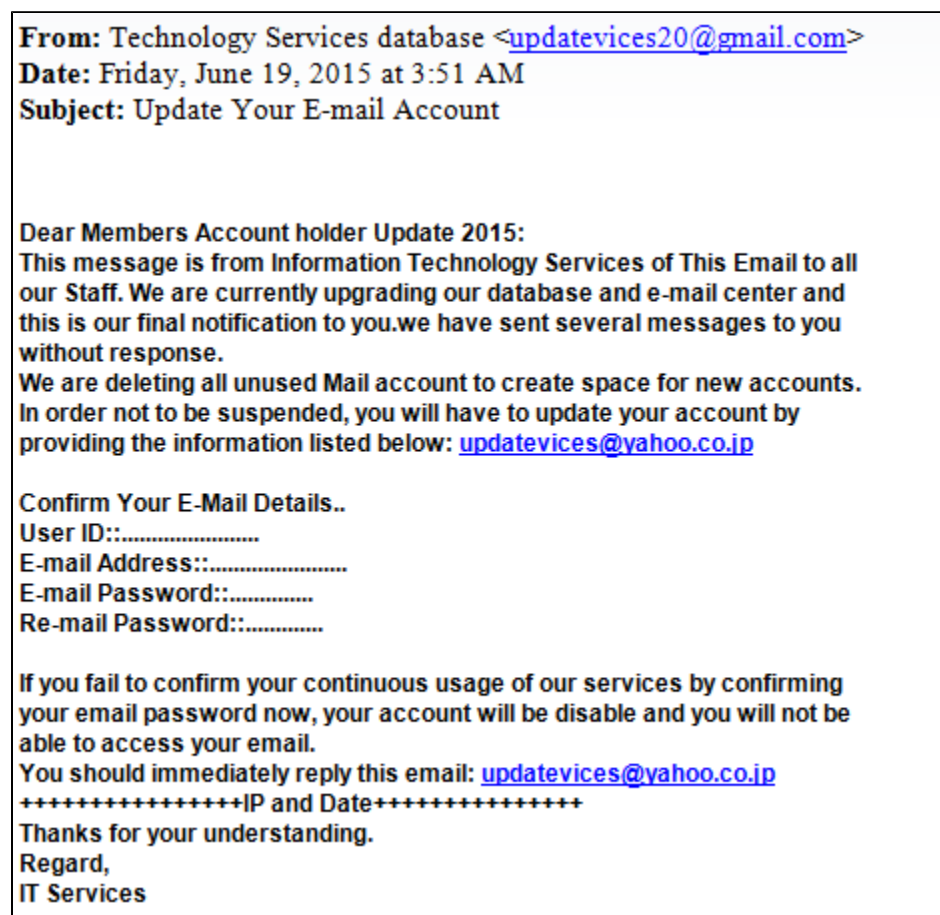 From: Technology Services database <updatevices20@gmail.com>
Date: Friday, June 19, 2015 at 3:51 AM
Subject: Update Your E-mail Account
Dear Members Account holder Update 2015:
This message is from Information Technology Services of This Email to all
our Staff. We are currently upgrading our database and e-mail center and
this is our final notification to you.we have sent several messages to you
without response.
We are deleting all unused Mail account to create space for new accounts.
In order not to be suspended, you will have to update your account by
providing the information listed below: updatevices@yahoo.co.jp
Confirm Your E-Mail Details..
User ID::.......................
E-mail Address::.......................
E-mail Password::..............
Re-mail Password::.............
If you fail to confirm your continuous usage of our services by confirming
your email password now, your account will be disable and you will not be
able to access your email.
You should immediately reply this email: updatevices@yahoo.co.jp
++++++++++++++++IP and Date+++++++++++++++
Thanks for your understanding.
Regard,
IT Services